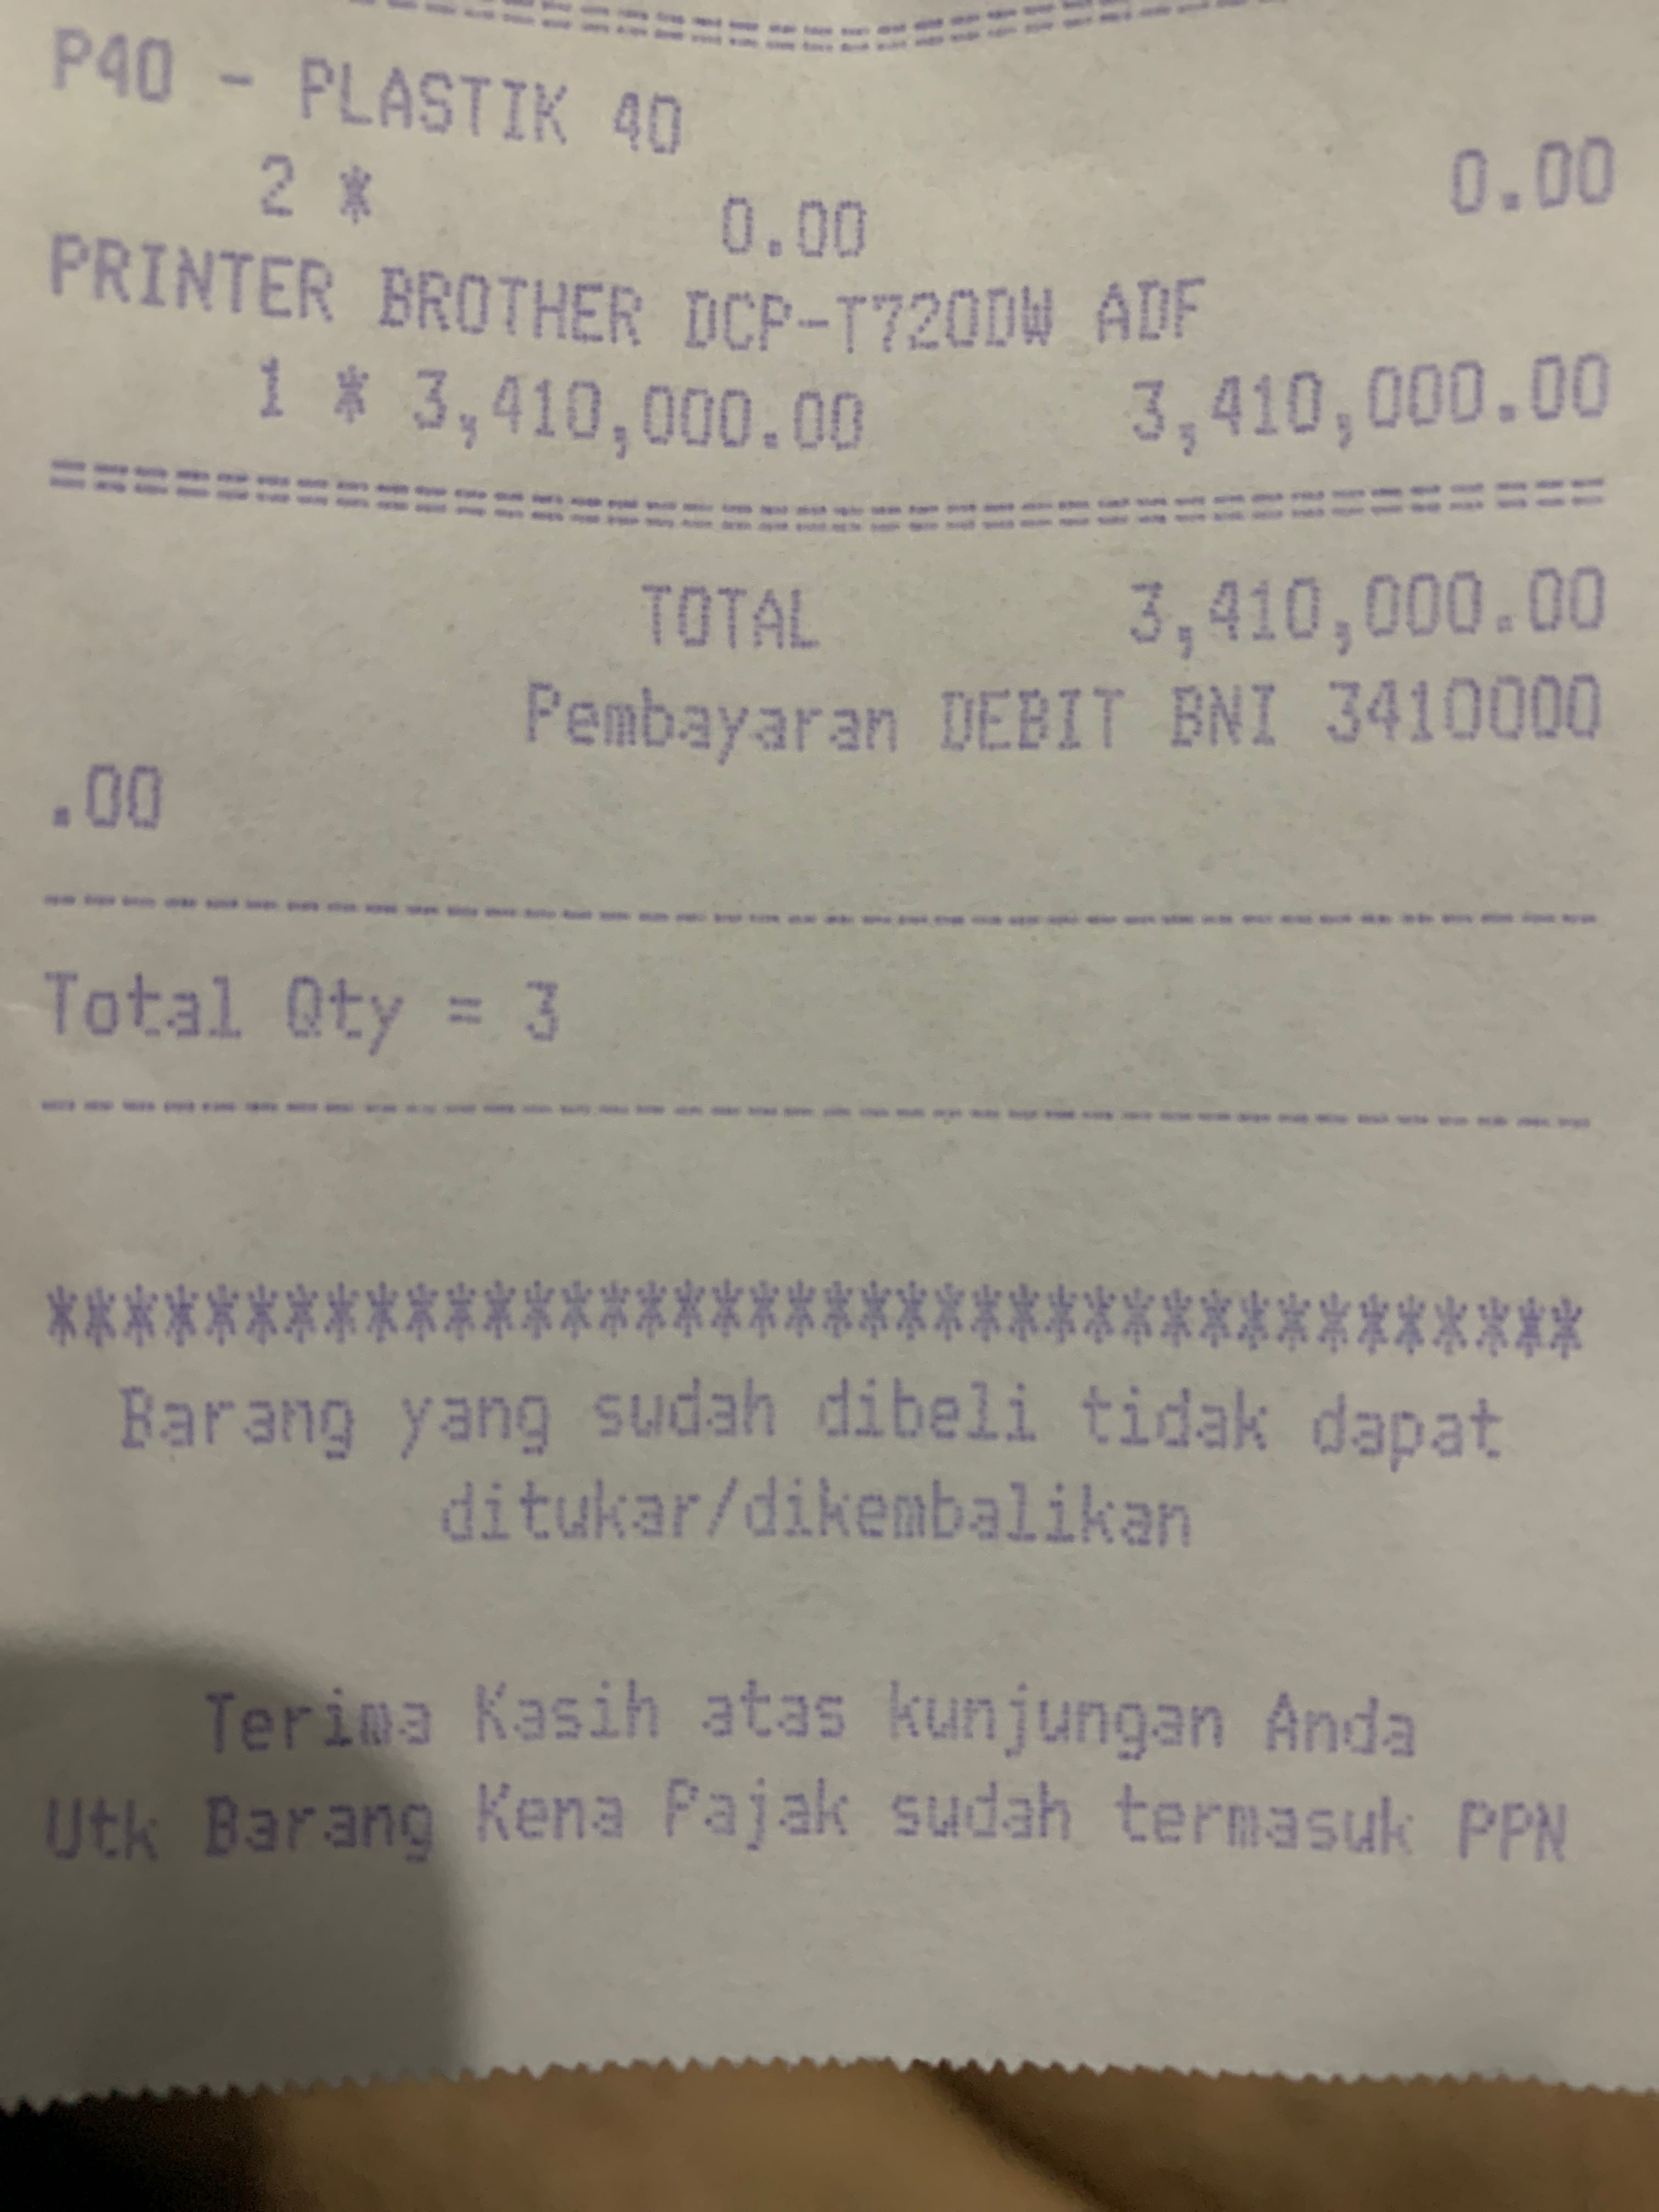 P40 - PLASTIK 40
2 * 0.00 0.00
PRINTER BROTHER DCP-T720DW ADF
1 * 3,410,000.00 3,410,000.00
========================================
TOTAL 3,410,000.00
Pembayaran DEBIT BNI 3410000
.00
----------------------------------------
Total Qty = 3
----------------------------------------
****************************************
Barang yang sudah dibeli tidak dapat
ditukar/dikembalikan
Terima Kasih atas kunjungan Anda
Utk Barang Kena Pajak sudah termasuk PPN